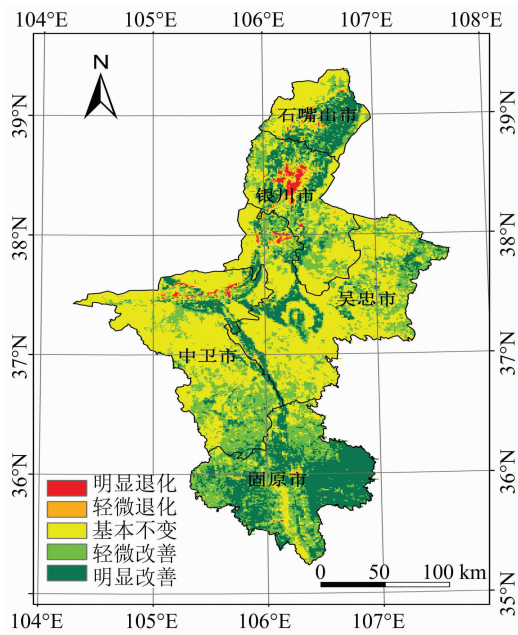 104°E 105°E 106°E 107°E 108°E
N
39°N 39°N
石嘴山市
银川市
38°N 38°N
吴忠市
37°N 37°N
中卫市
36°N 36°N
固原市
明显退化
轻微退化
基本不变
轻微改善
明显改善
0 50 100 km
35°N
104°E 105°E 106°E 107°E